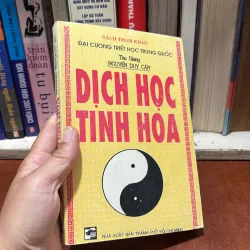 SÁCH THAM KHẢO
ĐẠI CƯƠNG TRIẾT HỌC TRUNG QUỐC
Thu Giang
NGUYỄN DUY CẦN
DỊCH HỌC
TINH HOA
NHÀ XUẤT BẢN THÀNH PHỐ HỒ CHÍ MINH